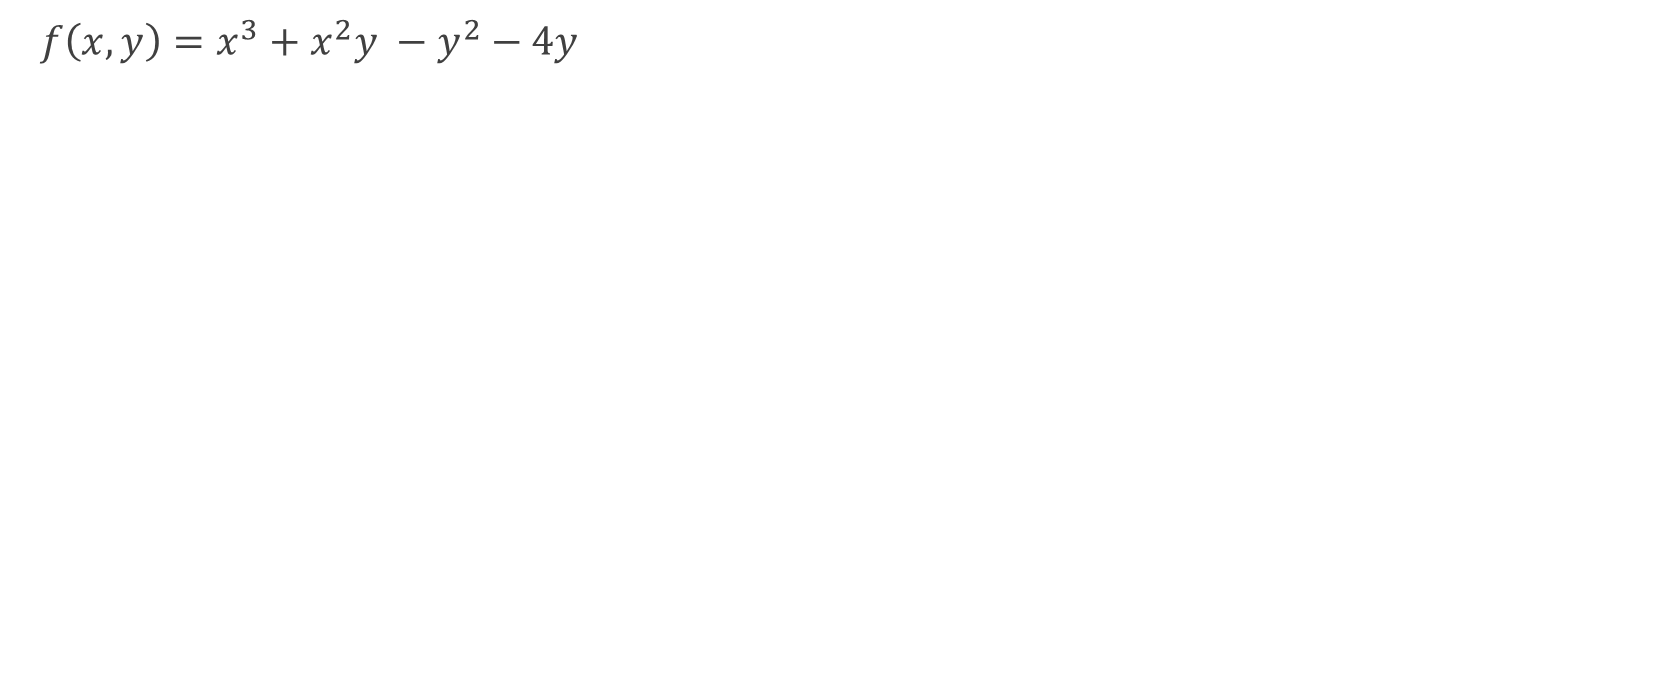 f(x, y) = x³ + x²y − y² − 4y